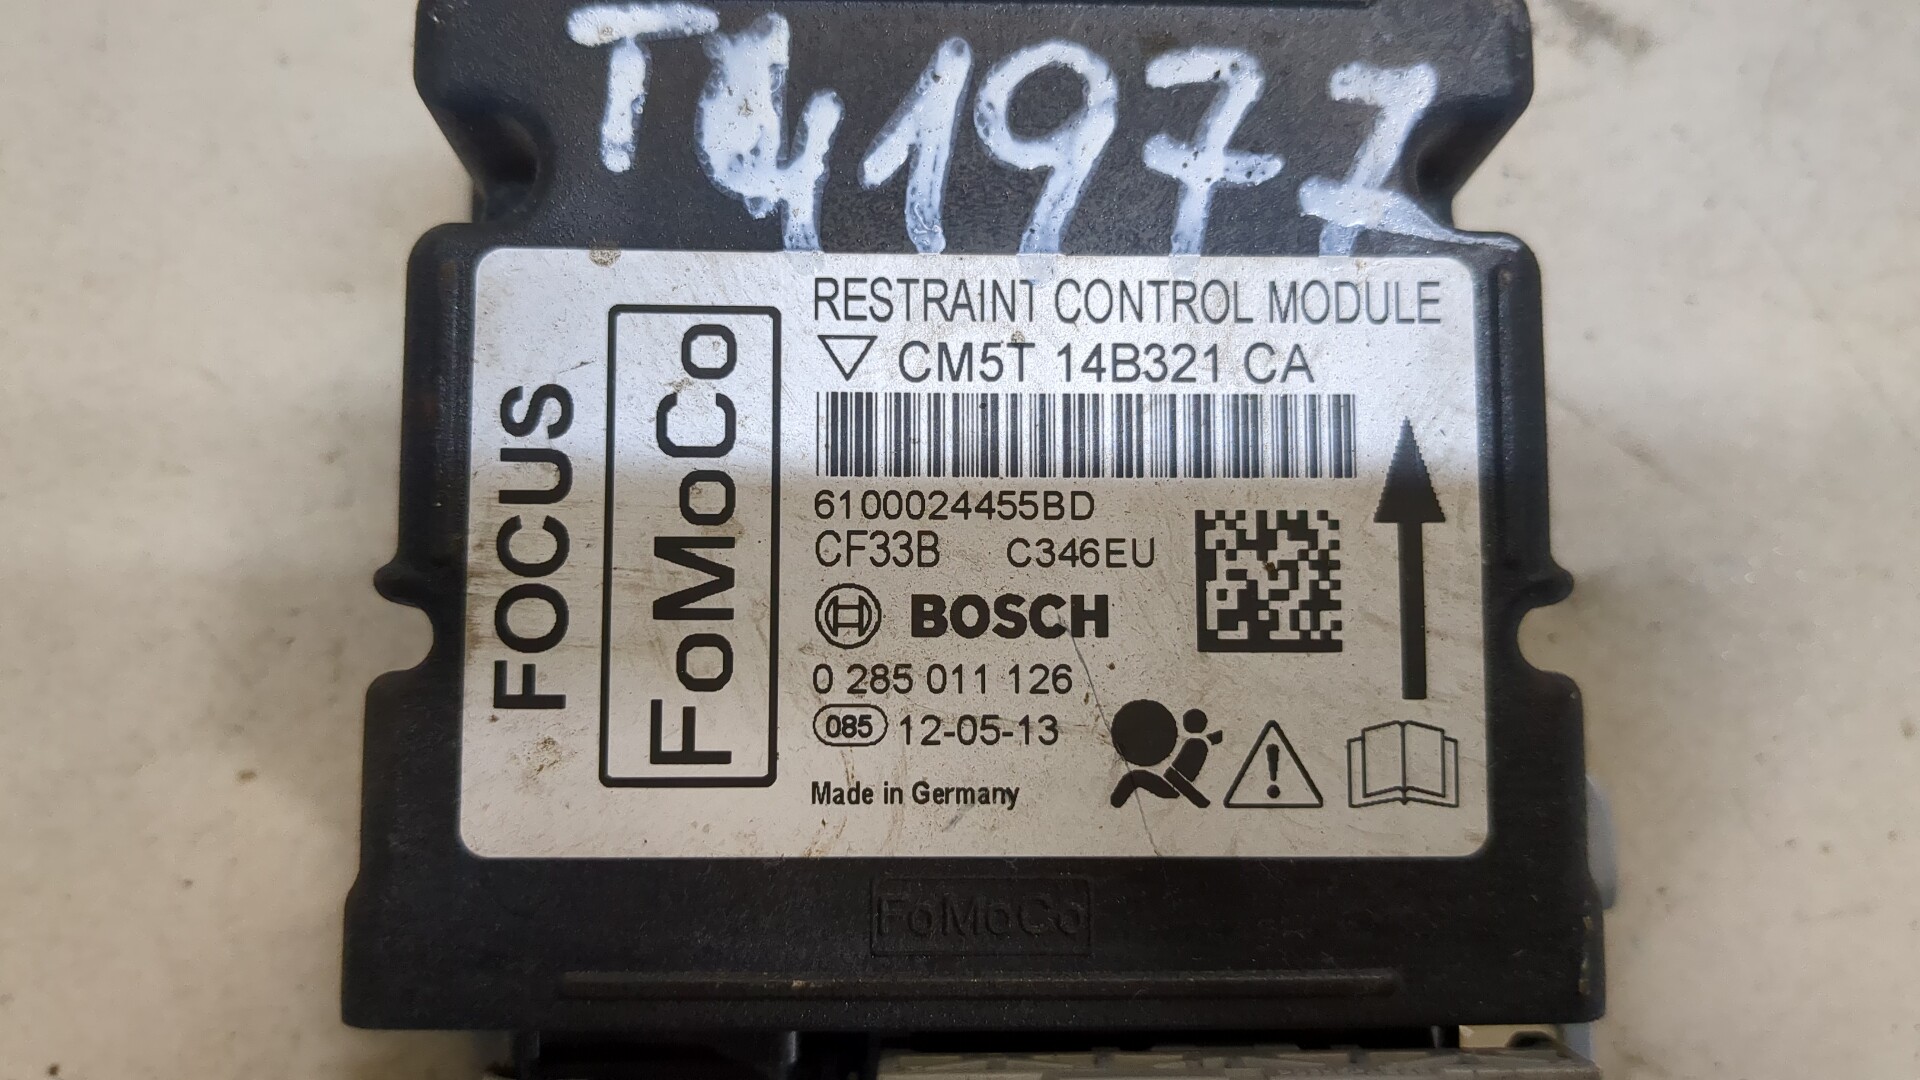 T41977
RESTRAINT CONTROL MODULE
CM5T 14B321 CA
6100024455BD
CF33B C346EU
BOSCH
0 285 011 126
085 12-05-13
Made in Germany
FOCUS
FoMoCo
FoMoCo